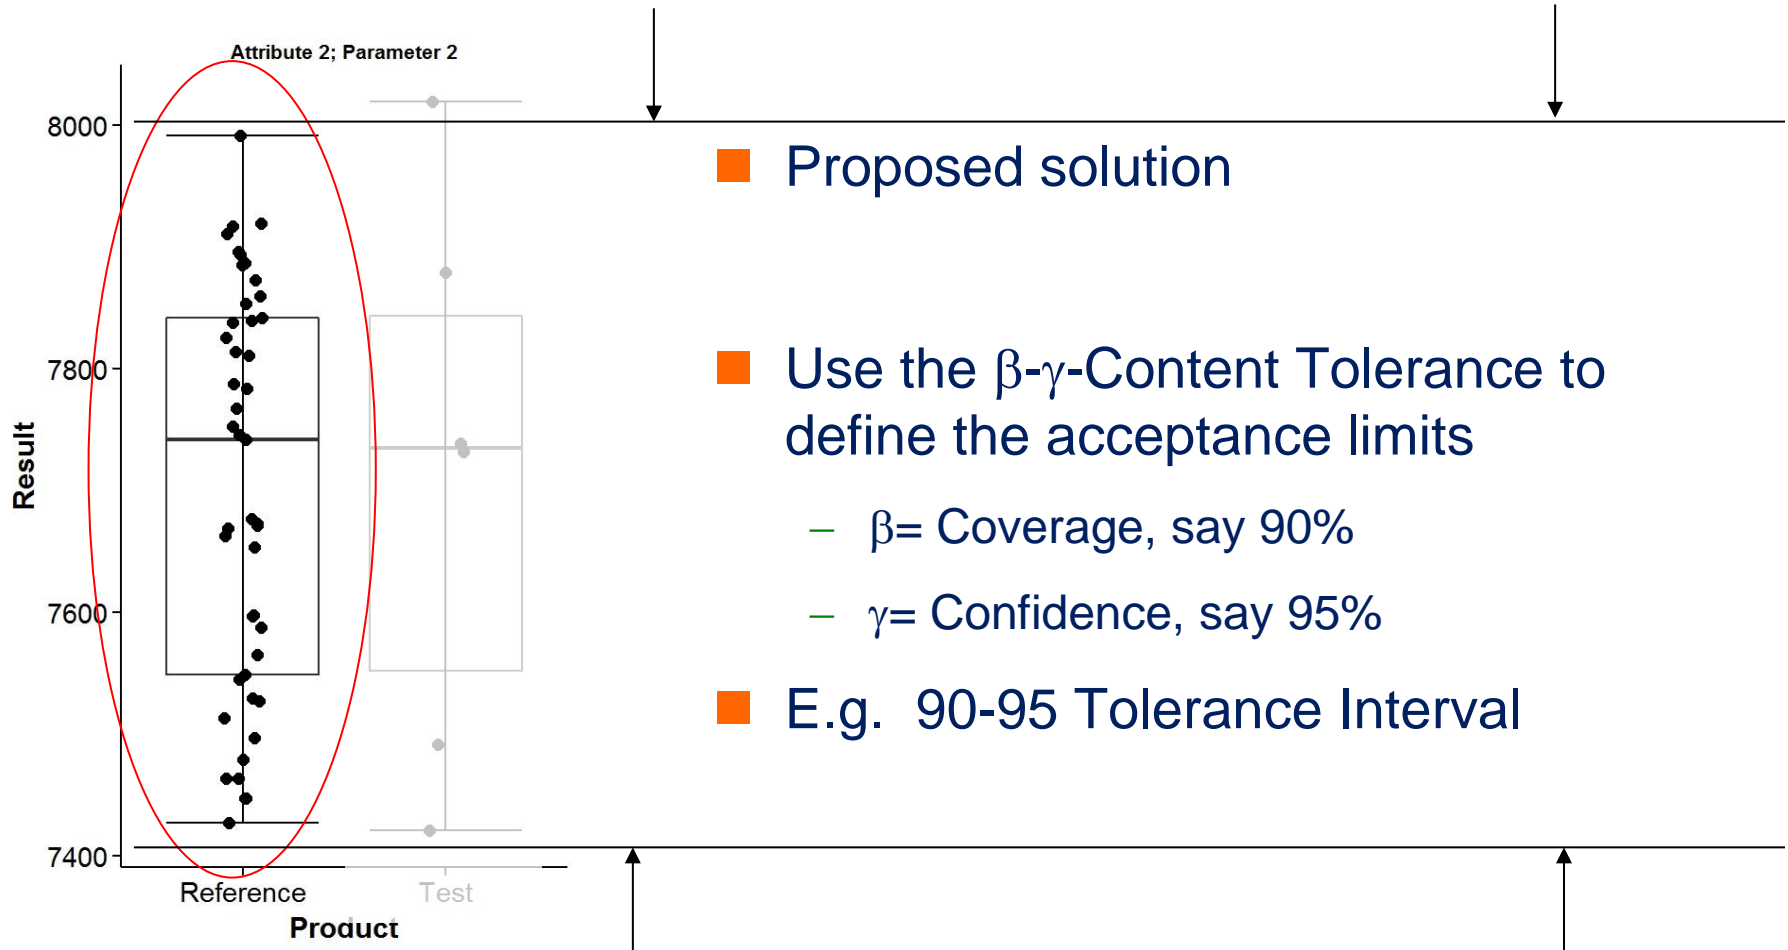 Attribute 2; Parameter 2
8000
7800
7600
7400
Result
Reference
Test
Product
Proposed solution
Use the β-γ-Content Tolerance to
define the acceptance limits
– β= Coverage, say 90%
– γ= Confidence, say 95%
E.g. 90-95 Tolerance Interval